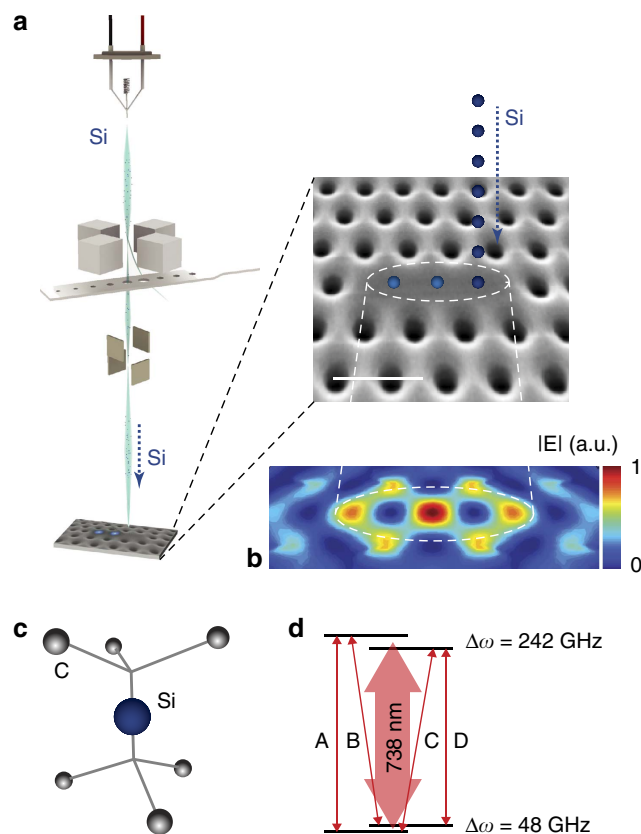 a
Si
Si
Si
|E| (a.u.)
1
0
b
c
C
Si
d
Δω = 242 GHz
A
B
738 nm
C
D
Δω = 48 GHz